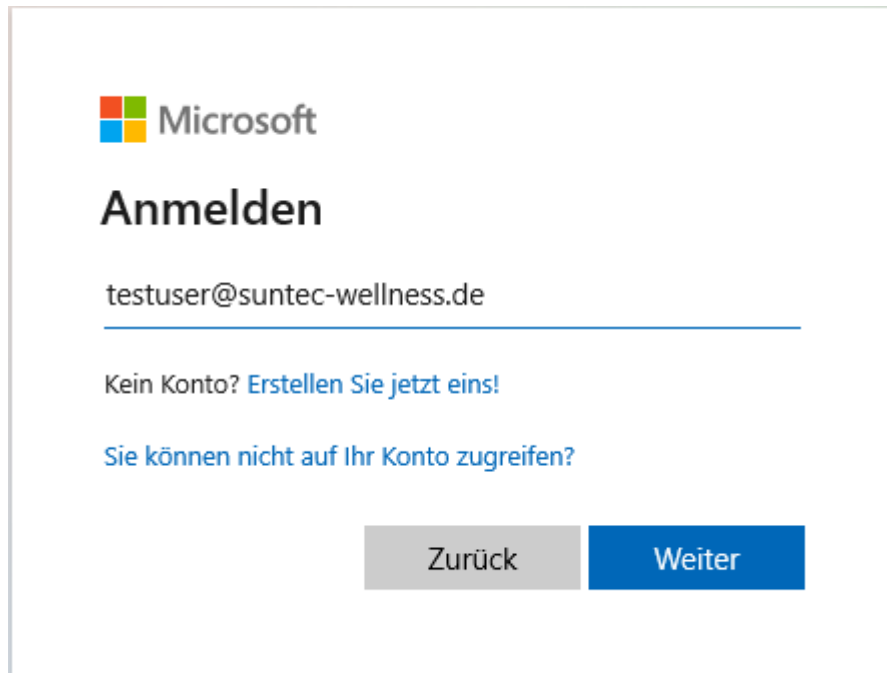 Microsoft
Anmelden
testuser@suntec-wellness.de
Kein Konto? Erstellen Sie jetzt eins!
Sie können nicht auf Ihr Konto zugreifen?
Zurück Weiter